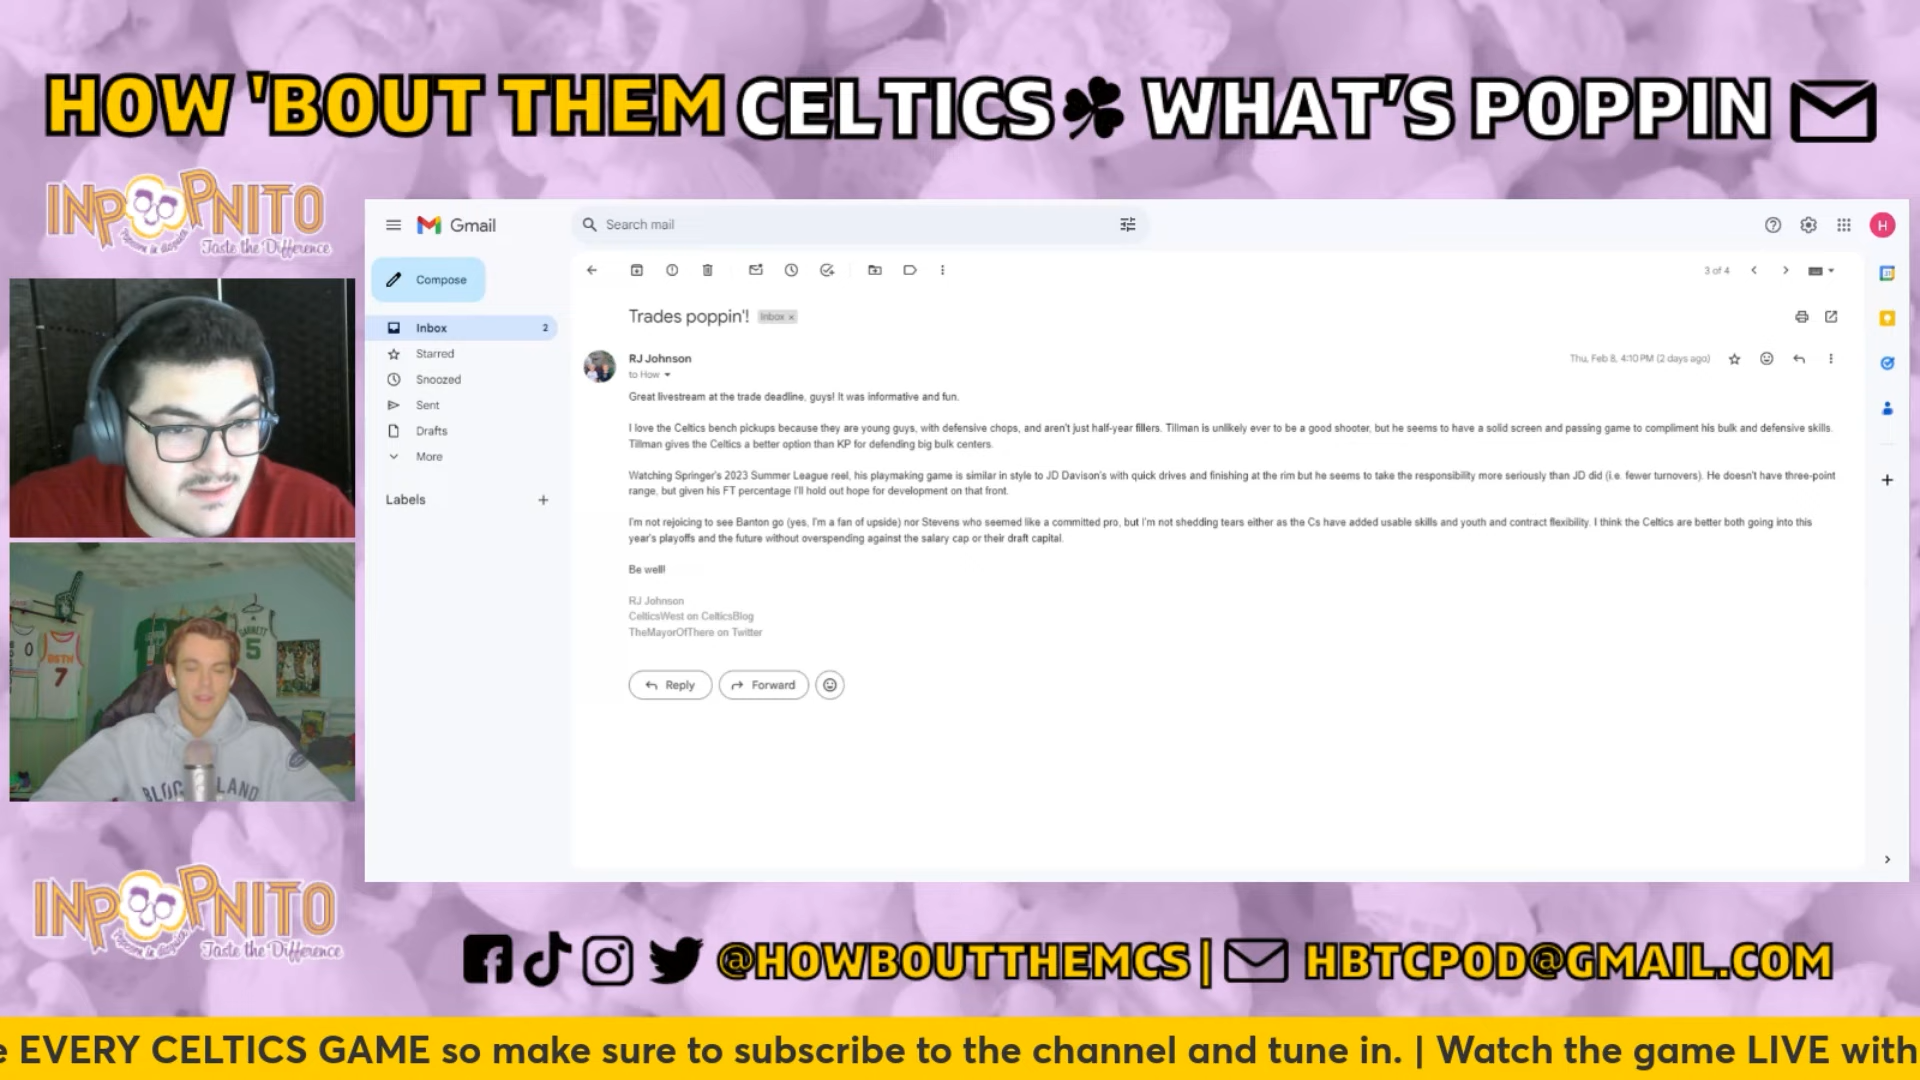 HOW 'BOUT THEM CELTICS WHAT'S POPPIN
INPOPNITO
Taste the Difference
Gmail
Search mail
H
Compose
3 of 4
Inbox 2
Starred
Snoozed
Sent
Drafts
More
Labels
Trades poppin'! Inbox x
RJ Johnson
Thu, Feb 8, 4:10 PM (2 days ago)
to How
Great livestream at the trade deadline, guys! It was informative and fun.
I love the Celtics bench pickups because they are young guys, with defensive chops, and aren't just half-year fillers. Tillman is unlikely ever to be a good shooter, but he seems to have a solid screen and passing game to compliment his bulk and defensive skills.
Tillman gives the Celtics a better option than KP for defending big bulk centers.
Watching Springer's 2023 Summer League reel, his playmaking game is similar in style to JD Davison's with quick drives and finishing at the rim but he seems to take the responsibility more seriously than JD did (i.e. fewer turnovers). He doesn't have three-point
range, but given his FT percentage I'll hold out hope for development on that front.
I'm not rejoicing to see Banton go (yes, I'm a fan of upside) nor Stevens who seemed like a committed pro, but I'm not shedding tears either as the Cs have added usable skills and youth and contract flexibility. I think the Celtics are better both going into this
year's playoffs and the future without overspending against the salary cap or their draft capital.
Be well!
RJ Johnson
CelticsWest on CelticsBlog
TheMayorOfThere on Twitter
Reply
Forward
0
7
GARNETT
5
INPOPNITO
Taste the Difference
@HOWBOUTTHEMCS | HBTCPOD@GMAIL.COM
e EVERY CELTICS GAME so make sure to subscribe to the channel and tune in. | Watch the game LIVE with